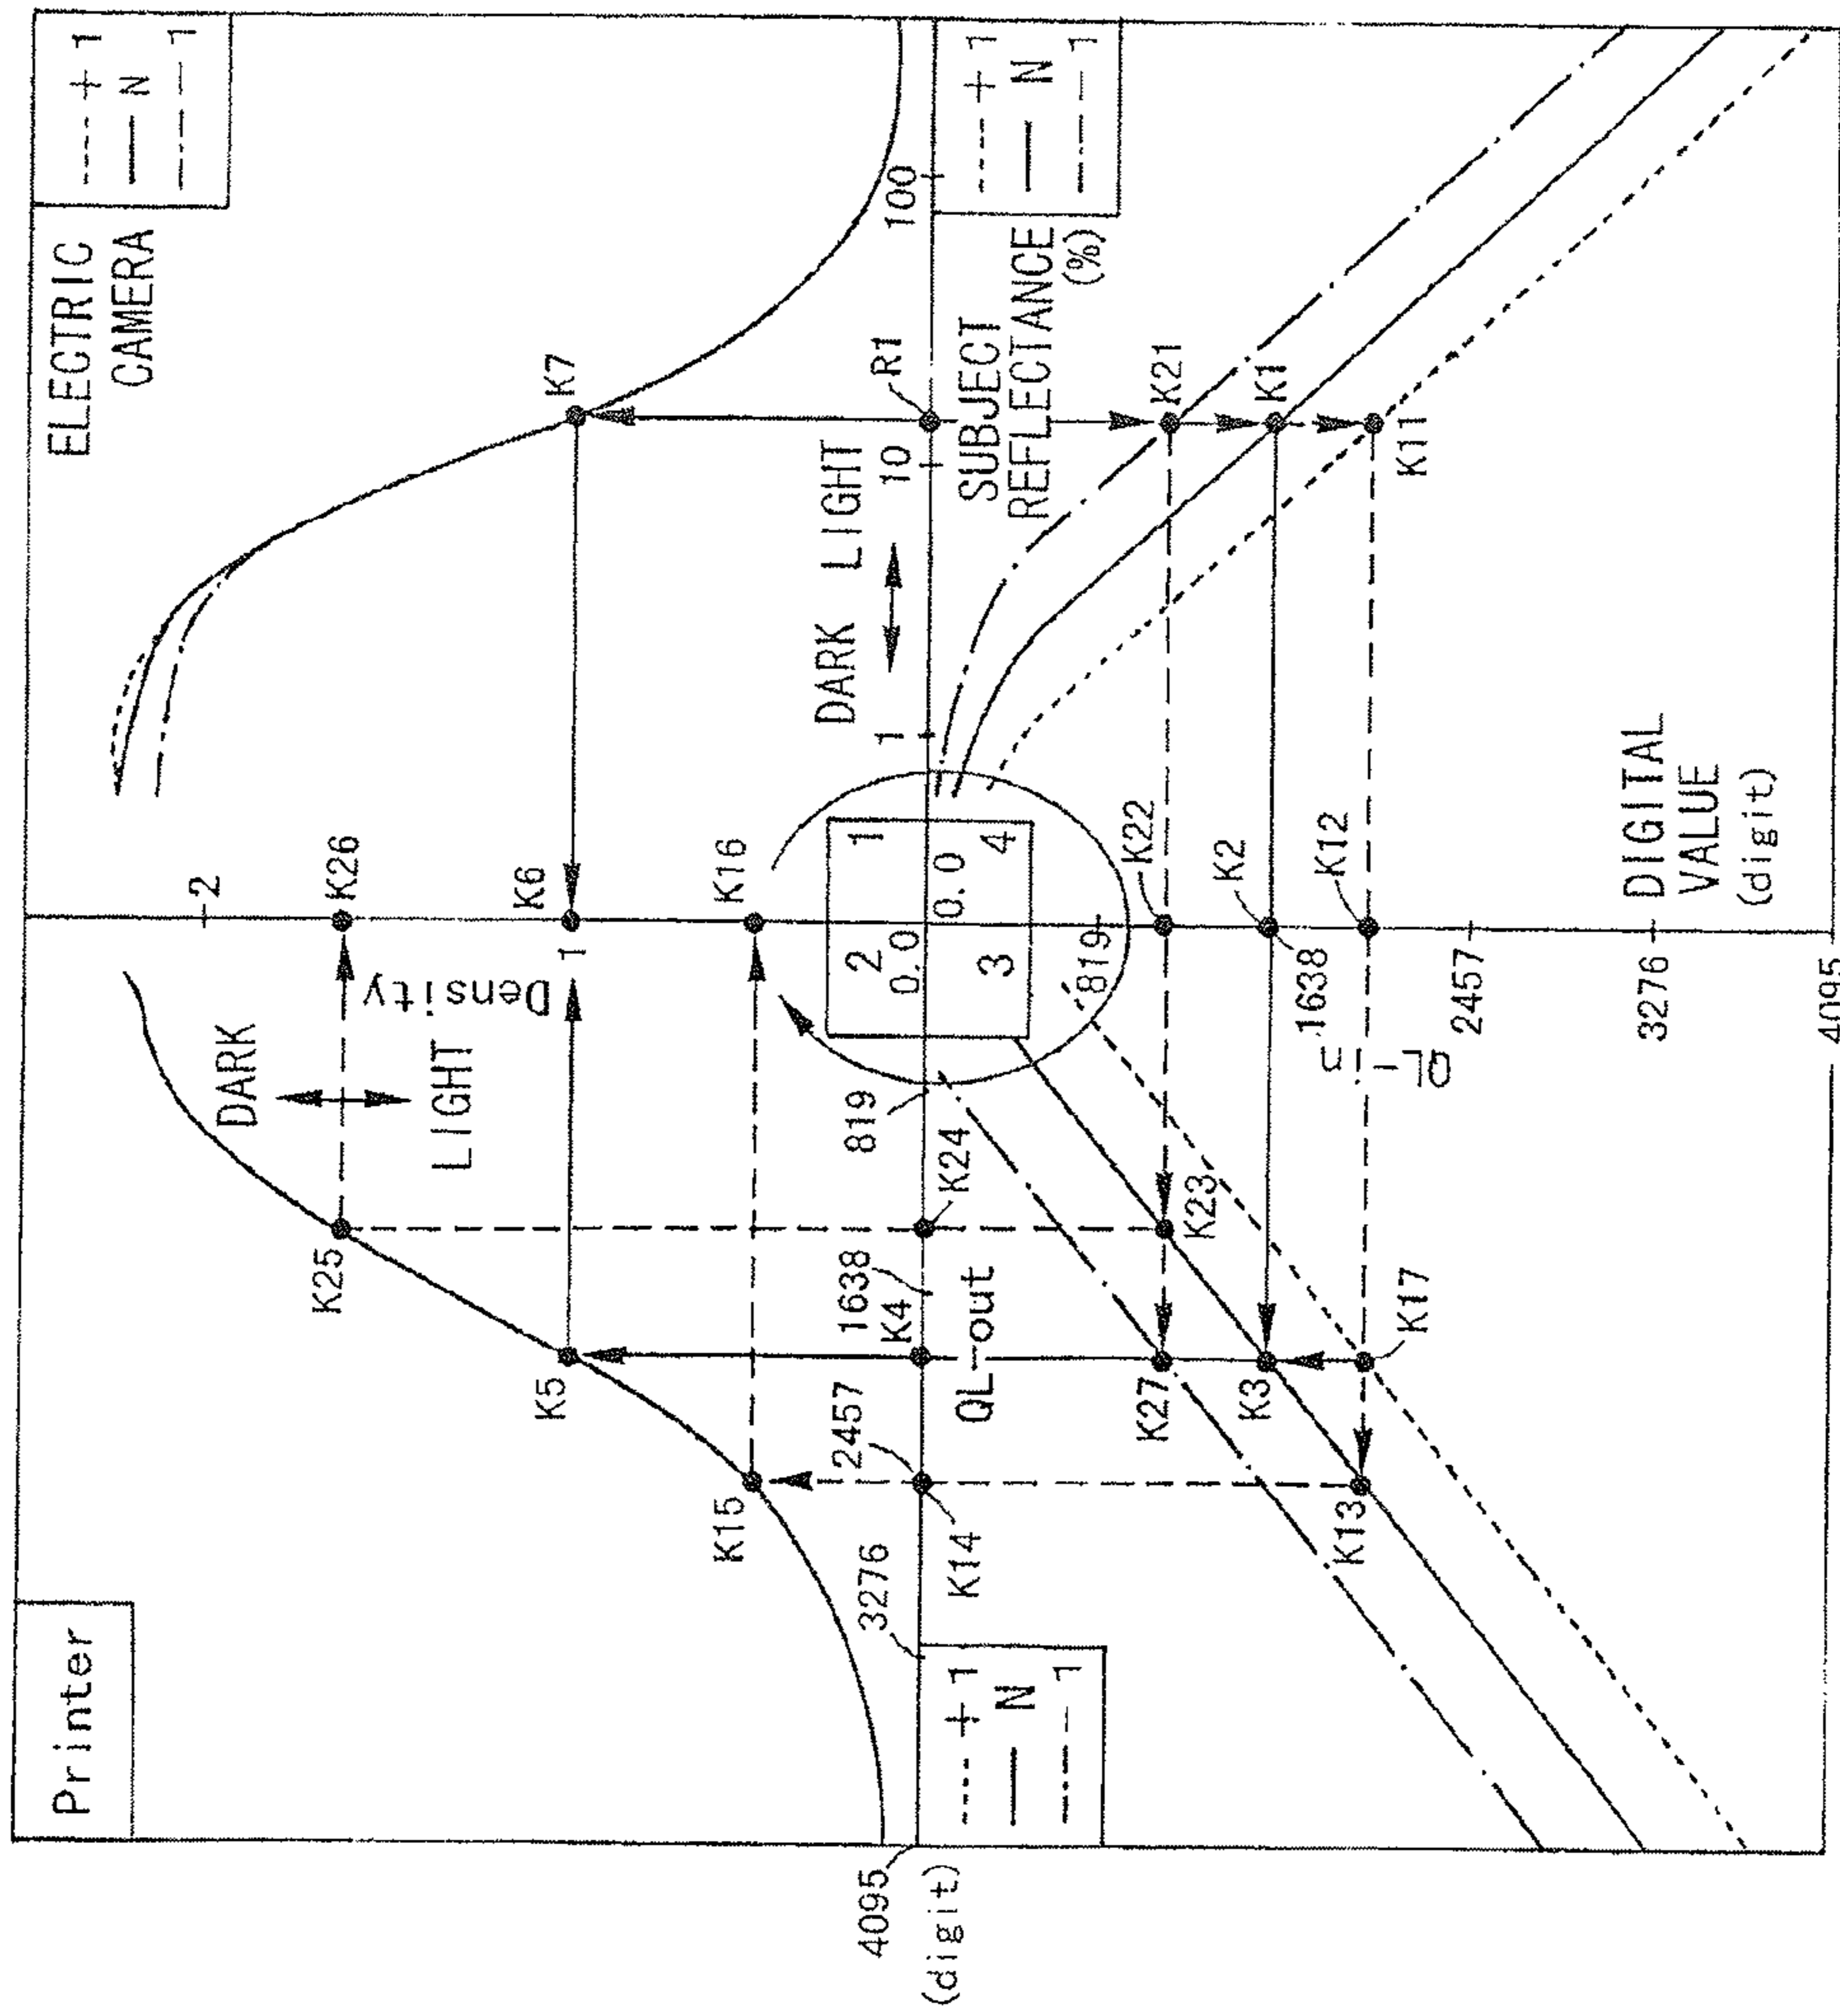 Printer
ELECTRIC
CAMERA
+1
N
-1
2
DARK
LIGHT
K25
K26
Density
K5
1
K6
K7
K15
K16
DARK LIGHT
4095
(digit)
3276
2457
1638
819
K14
K4
K24
2
1
3
4
0.0
0.0
1
10
100
R1
QL-out
SUBJECT
REFLECTANCE
(%)
+1
N
-1
+1
N
-1
819
K27
K23
K22
K21
K3
K2
K1
1638
K13
K17
K12
K11
QL-in
2457
3276
4095
DIGITAL
VALUE
(digit)